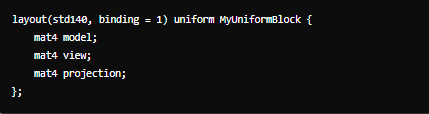 layout(std140, binding = 1) uniform MyUniformBlock {
    mat4 model;
    mat4 view;
    mat4 projection;
};